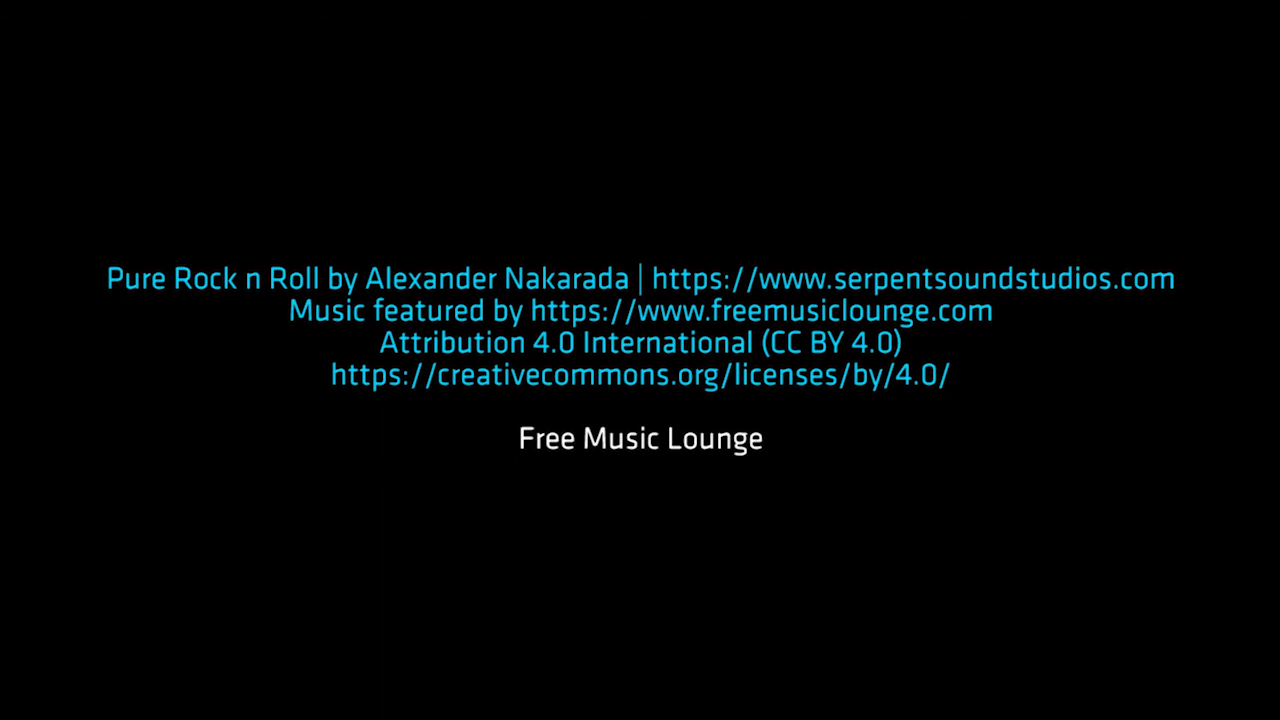 Pure Rock n Roll by Alexander Nakarada | https://www.serpentsoundstudios.com
Music featured by https://www.freemusiclounge.com
Attribution 4.0 International (CC BY 4.0)
https://creativecommons.org/licenses/by/4.0/
Free Music Lounge